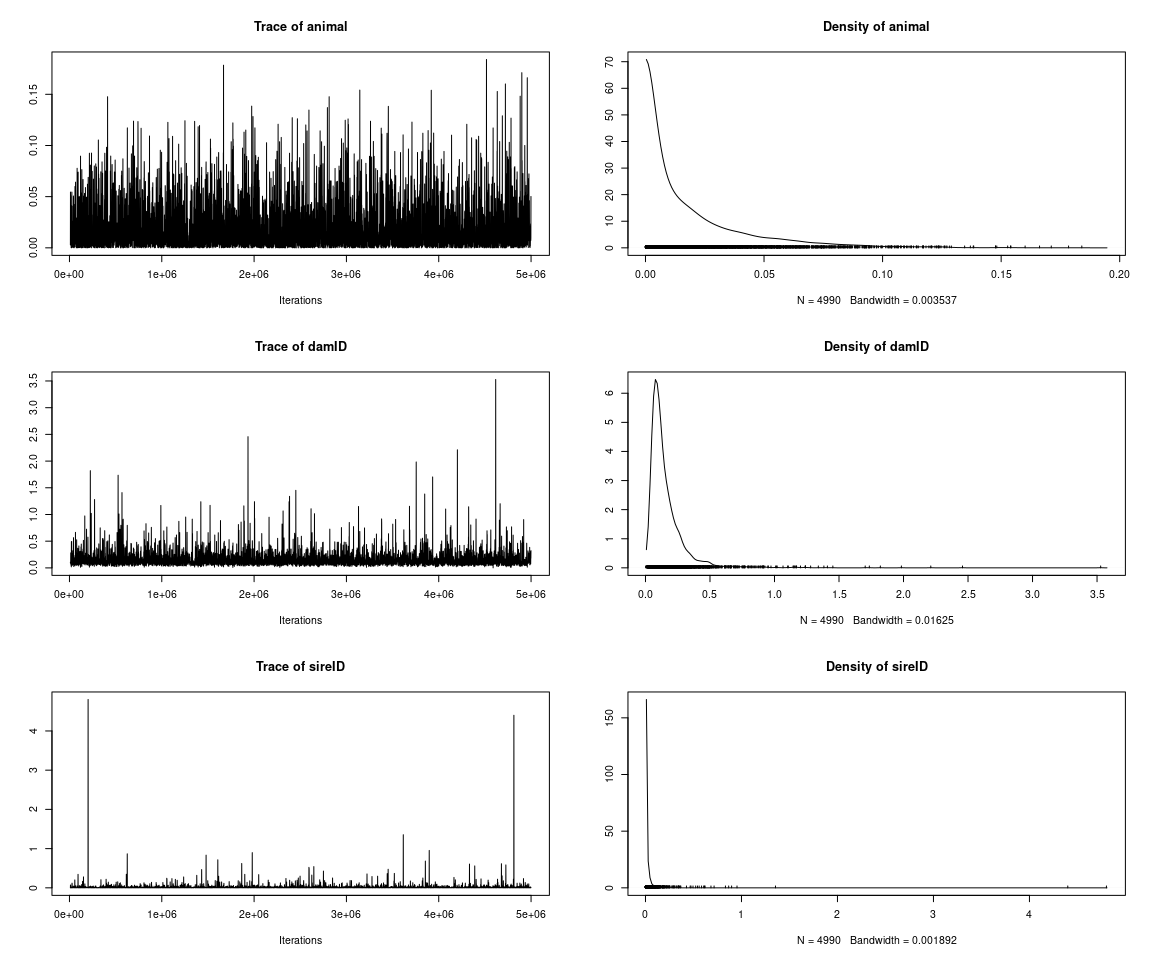 Trace of animal
0.00 0.05 0.10 0.15
0e+00 1e+06 2e+06 3e+06 4e+06 5e+06
Iterations
Density of animal
0 10 20 30 40 50 60 70
0.00 0.05 0.10 0.15 0.20
N = 4990 Bandwidth = 0.003537
Trace of damID
0.0 0.5 1.0 1.5 2.0 2.5 3.0 3.5
0e+00 1e+06 2e+06 3e+06 4e+06 5e+06
Iterations
Density of damID
0 1 2 3 4 5 6
0.0 0.5 1.0 1.5 2.0 2.5 3.0 3.5
N = 4990 Bandwidth = 0.01625
Trace of sireID
0 1 2 3 4
0e+00 1e+06 2e+06 3e+06 4e+06 5e+06
Iterations
Density of sireID
0 50 100 150
0 1 2 3 4
N = 4990 Bandwidth = 0.001892